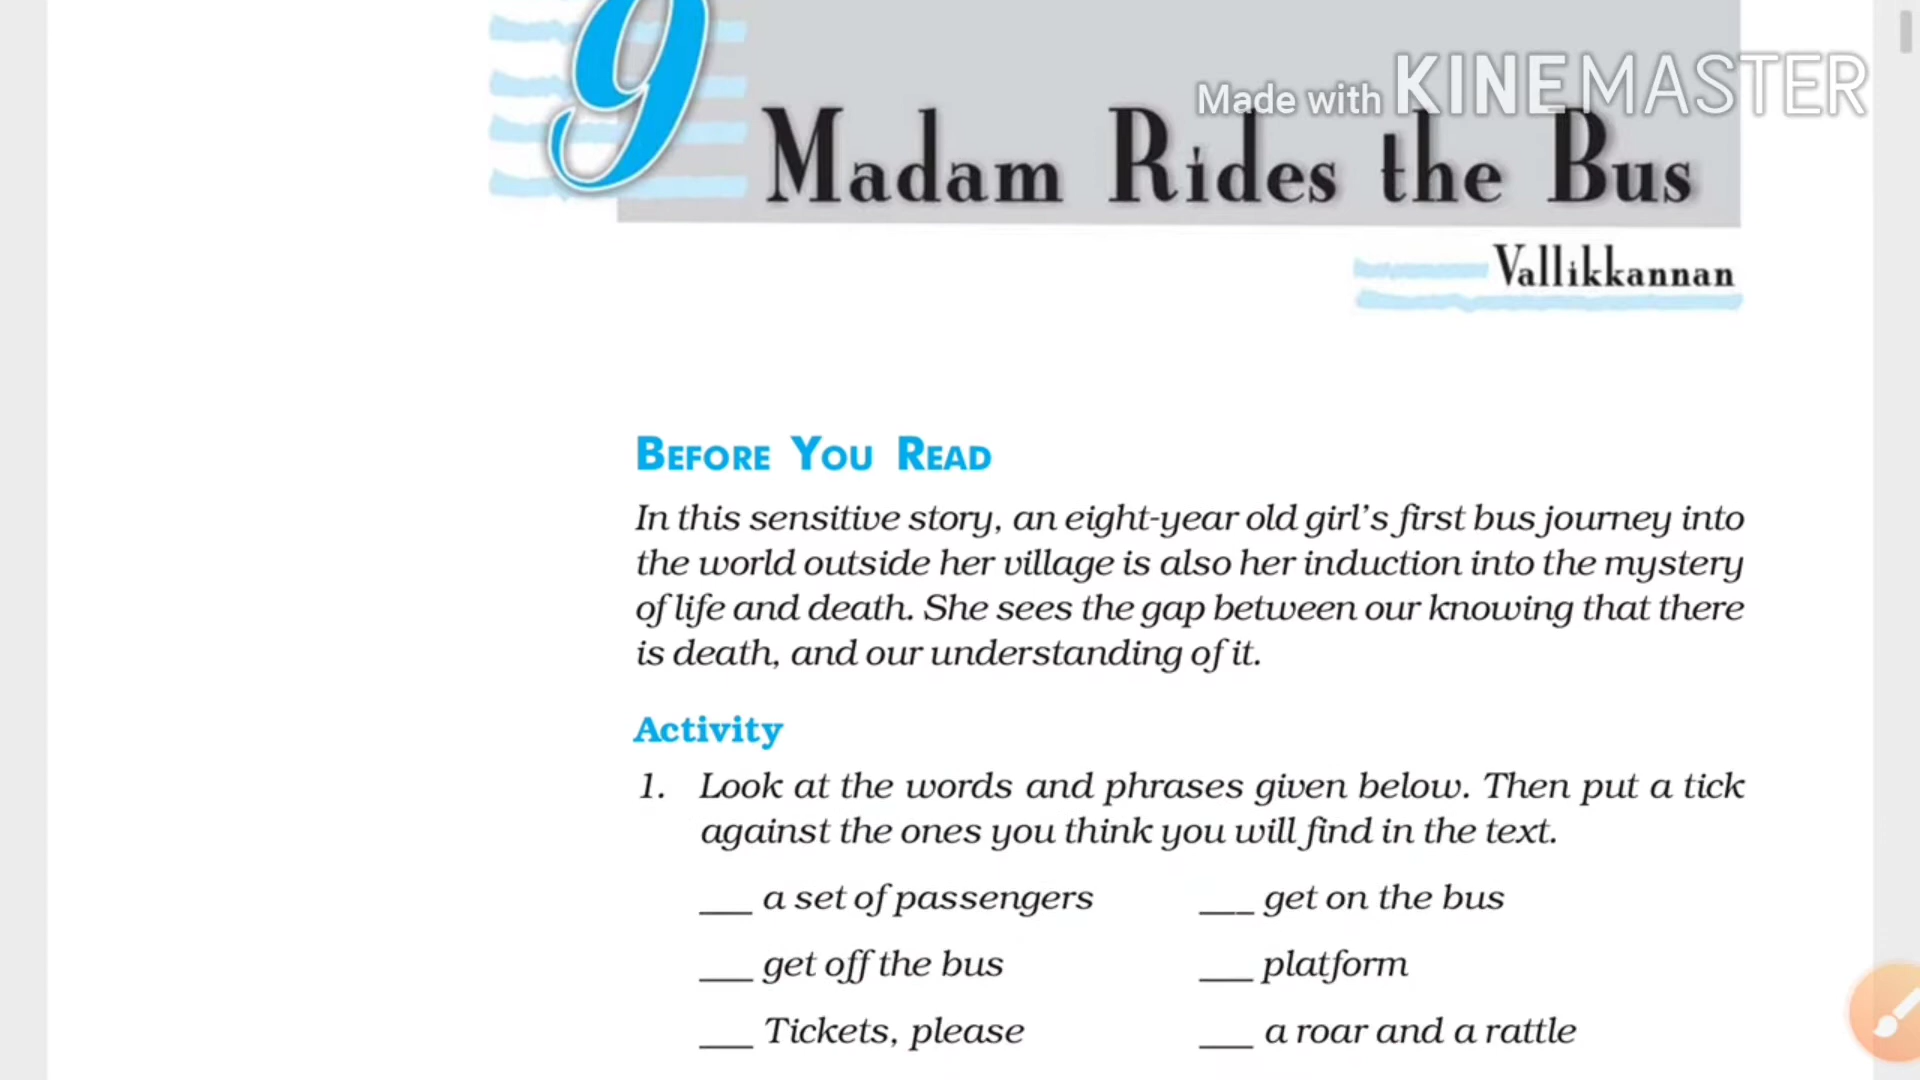 9
Made with KINEMASTER
Madam Rides the Bus
Vallikkannan
BEFORE YOU READ
In this sensitive story, an eight-year old girl's first bus journey into
the world outside her village is also her induction into the mystery
of life and death. She sees the gap between our knowing that there
is death, and our understanding of it.
Activity
1. Look at the words and phrases given below. Then put a tick
against the ones you think you will find in the text.
___ a set of passengers ___ get on the bus
___ get off the bus ___ platform
___ Tickets, please ___ a roar and a rattle